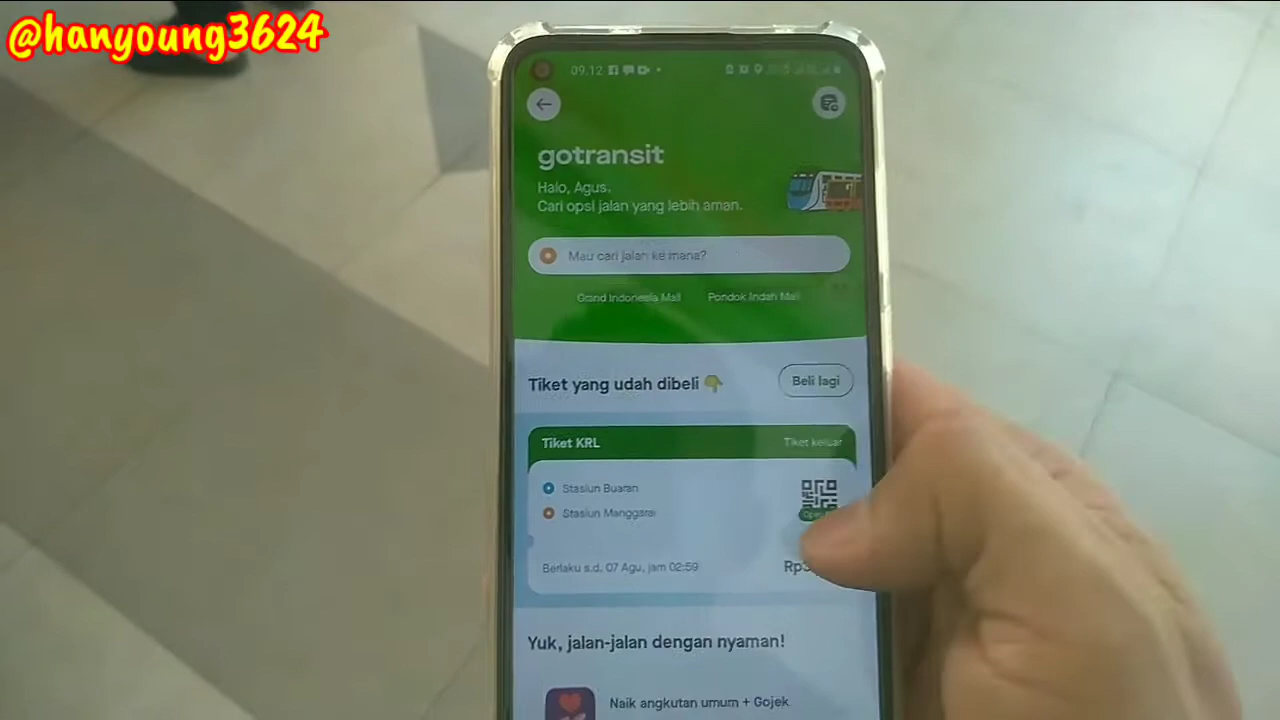 @hanyoung3624
09.12
gotransit
Halo, Agus.
Cari opsi jalan yang lebih aman.
Mau cari jalan ke mana?
Grand Indonesia Mall
Pondok Indah Mall
Tiket yang udah dibeli 👇
Beli lagi
Tiket KRL
Tiket keluar
Stasiun Buaran
Stasiun Manggarai
Berlaku s.d. 07 Agu, jam 02:59
Yuk, jalan-jalan dengan nyaman!
Naik angkutan umum + Gojek